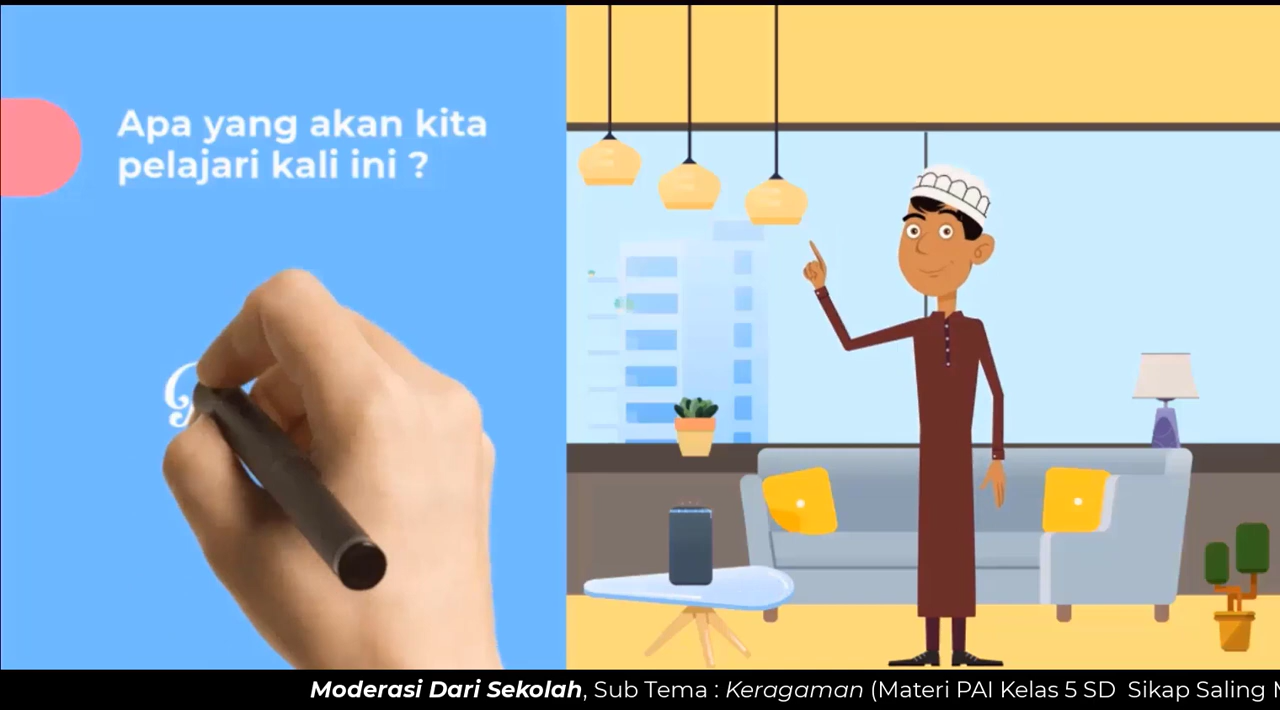 Apa yang akan kita
pelajari kali ini ?
Moderasi Dari Sekolah, Sub Tema : Keragaman (Materi PAI Kelas 5 SD Sikap Saling